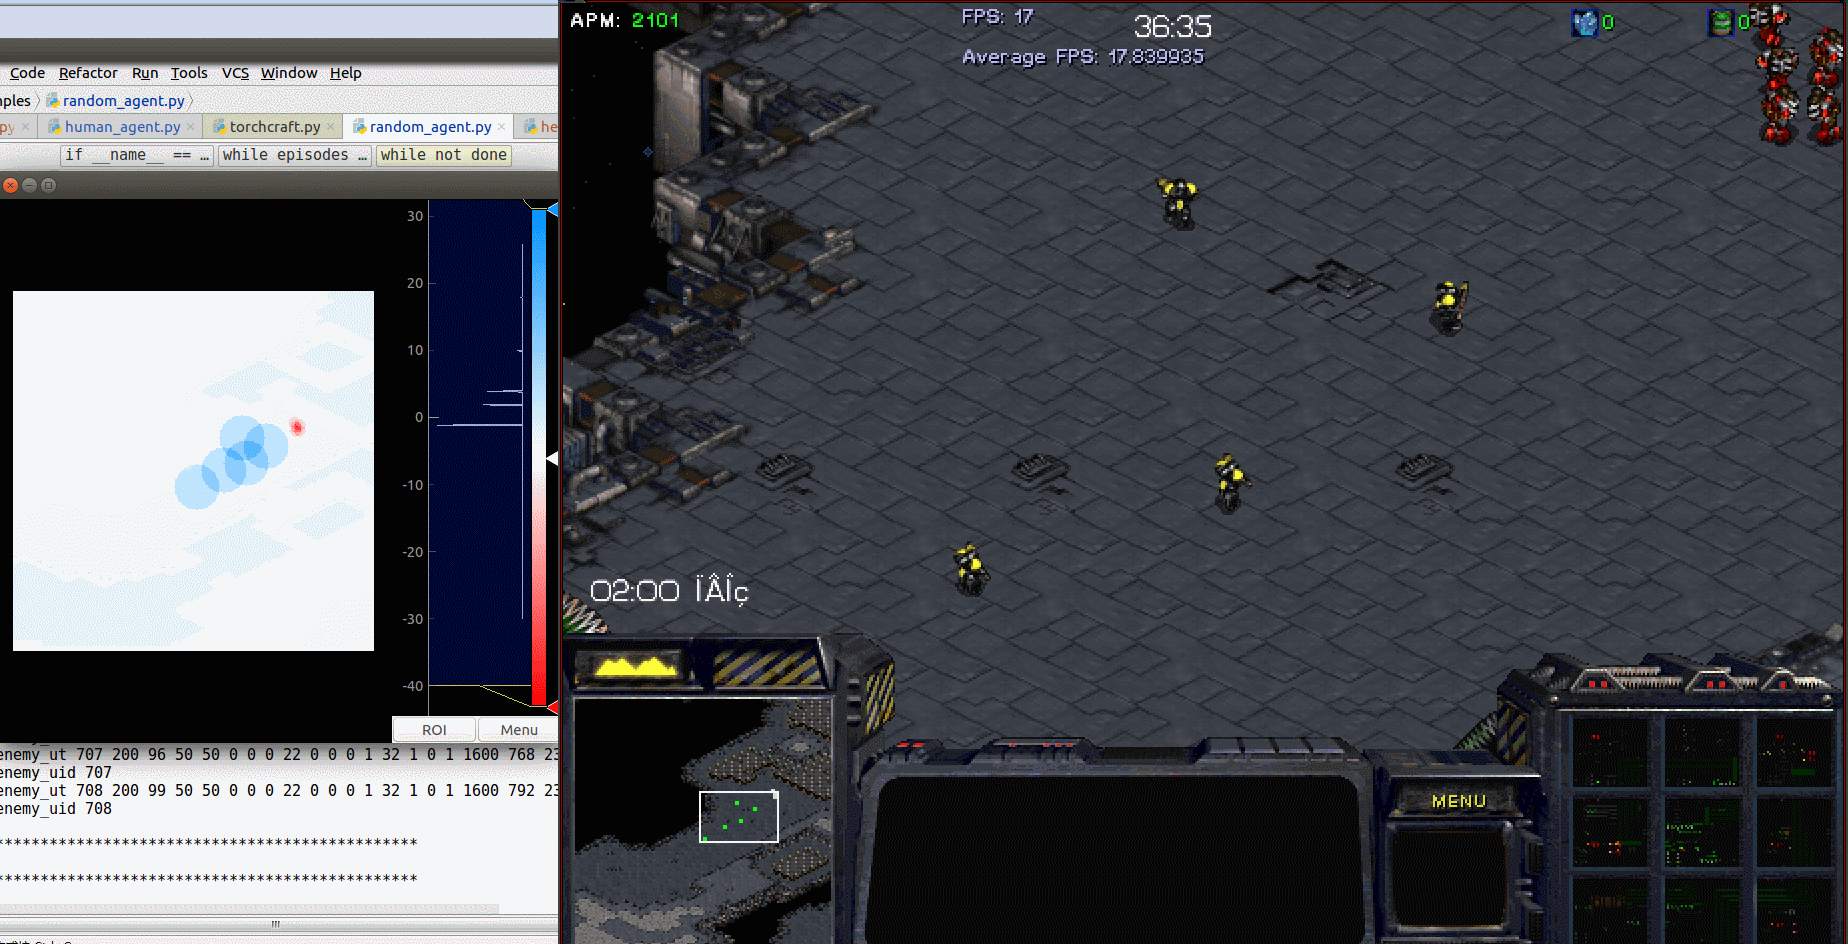 Code Refactor Run Tools VCS Window Help
nples random_agent.py
py human_agent.py torchcraft.py random_agent.py he
if __name__ == … while episodes … while not done
30
20
10
0
-10
-20
-30
-40
ROI Menu
enemy_ut 707 200 96 50 50 0 0 0 22 0 0 0 1 32 1 0 1 1600 768 23
enemy_uid 707
enemy_ut 708 200 99 50 50 0 0 0 22 0 0 0 1 32 1 0 1 1600 792 23
enemy_uid 708
***********************************************
***********************************************
APM: 2101
FPS: 17
36:35
Average FPS: 17.839935
0
0
02:00 ÏÂÎç
MENU